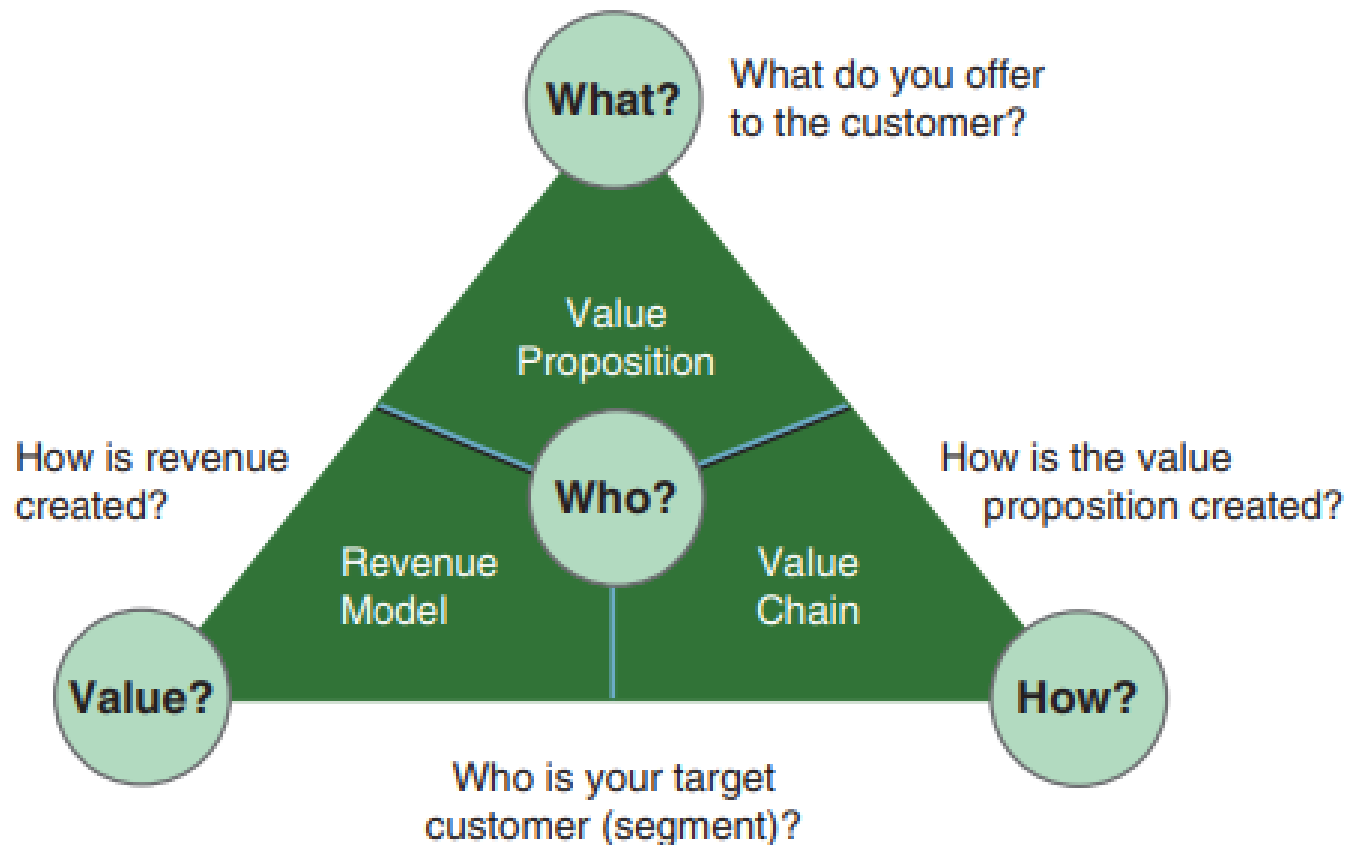 What?
What do you offer
to the customer?
Value
Proposition
How is revenue
created?
Who?
How is the value
proposition created?
Revenue
Model
Value
Chain
Value?
How?
Who is your target
customer (segment)?